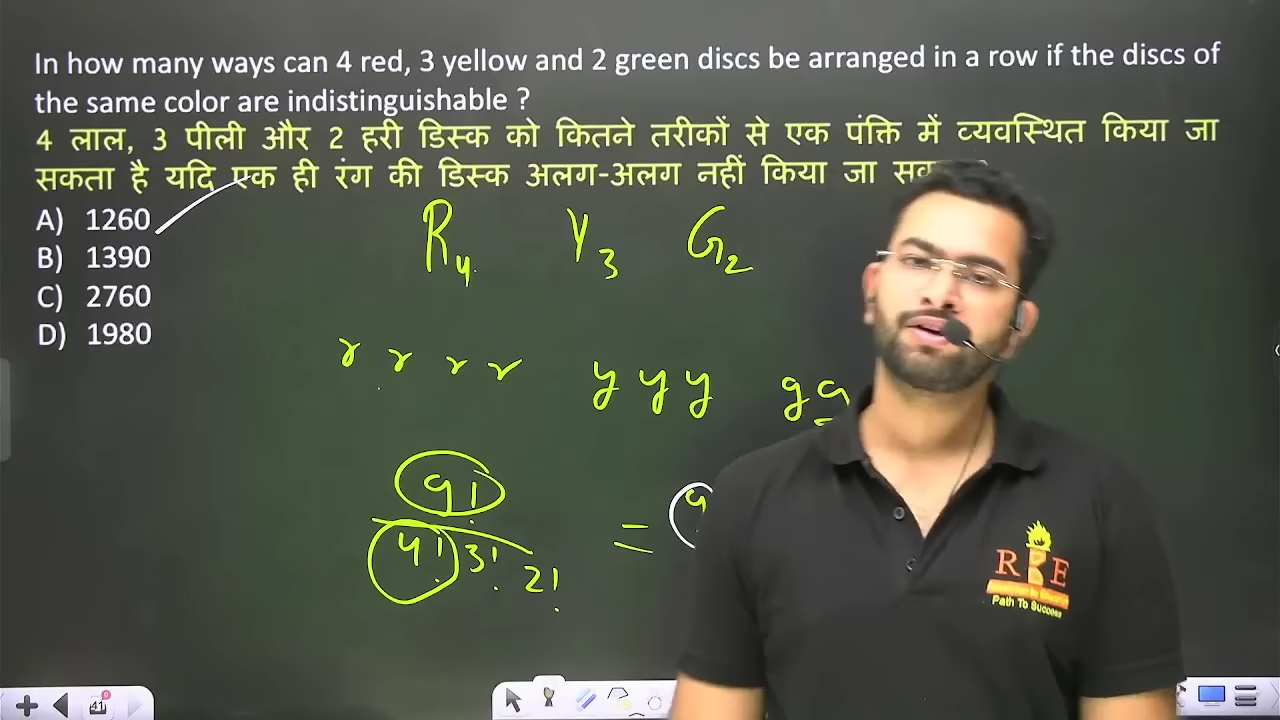 In how many ways can 4 red, 3 yellow and 2 green discs be arranged in a row if the discs of
the same color are indistinguishable ?
4 लाल, 3 पीली और 2 हरी डिस्क को कितने तरीकों से एक पंक्ति में व्यवस्थित किया जा
सकता है यदि एक ही रंग की डिस्क अलग-अलग नहीं किया जा
A) 1260
B) 1390
C) 2760
D) 1980
R4 Y3 G2
r r r r y y y g g
9!
4! 3! 2!
=
RBE
Path To Success
41